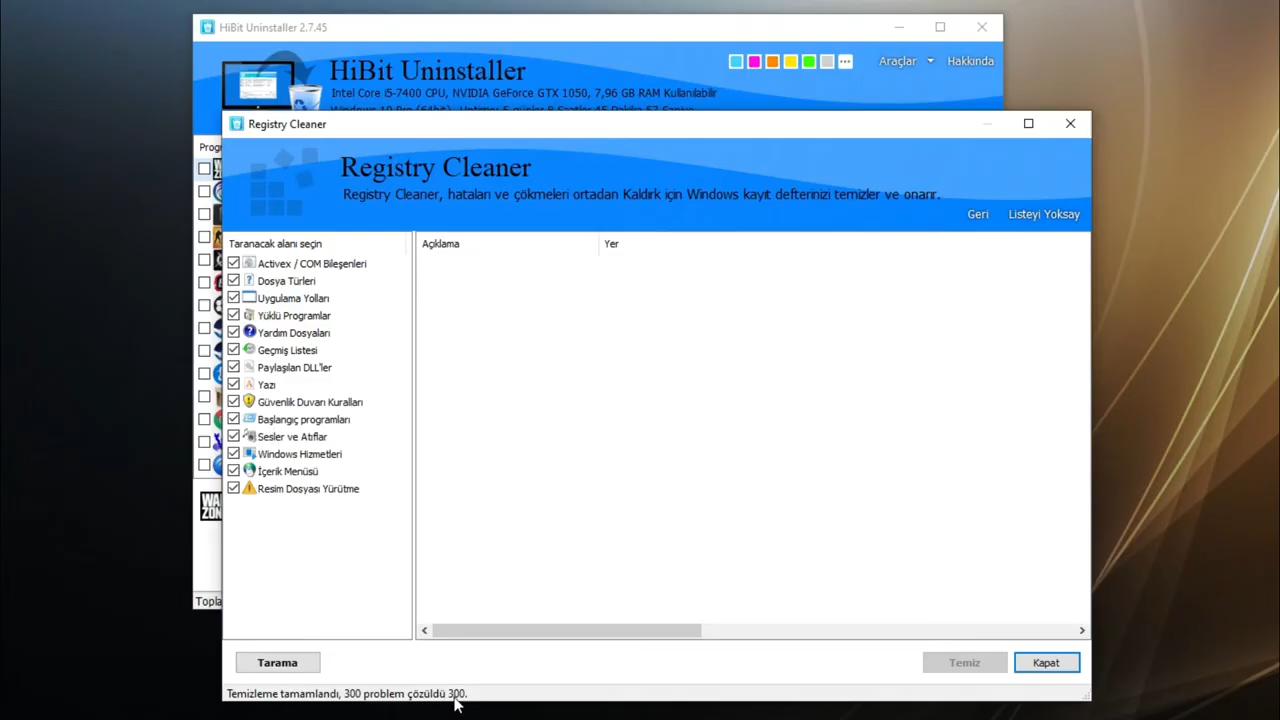 HiBit Uninstaller 2.7.45
HiBit Uninstaller
Araçlar
Hakkında
Intel Core i5-7400 CPU, NVIDIA GeForce GTX 1050, 7,96 GB RAM Kullanılabilir
Registry Cleaner
Progr
Registry Cleaner
Registry Cleaner, hataları ve çökmeleri ortadan Kaldırk için Windows kayıt defterinizi temizler ve onarır.
Geri
Listeyi Yoksay
Taranacak alanı seçin
Açıklama
Yer
Activex / COM Bileşenleri
Dosya Türleri
Uygulama Yolları
Yüklü Programlar
Yardım Dosyaları
Geçmiş Listesi
Paylaşılan DLL'ler
Yazı
Güvenlik Duvarı Kuralları
Başlangıç programları
Sesler ve Atıflar
Windows Hizmetleri
İçerik Menüsü
Resim Dosyası Yürütme
WA
ZON
Topla
Tarama
Temiz
Kapat
Temizleme tamamlandı, 300 problem çözüldü 300.